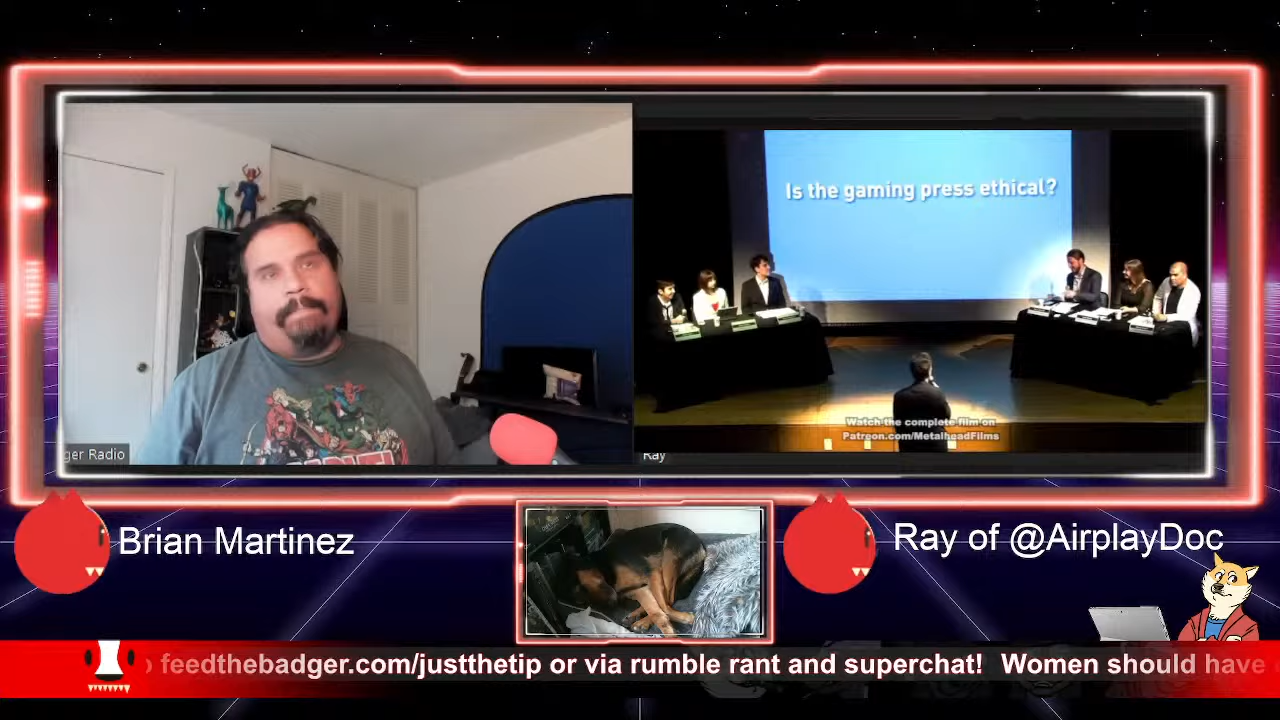 Is the gaming press ethical?
Watch the complete film on
Patreon.com/MetalheadFilms
ger Radio
Ray
Brian Martinez
Ray of @AirplayDoc
feedthebadger.com/justthetip or via rumble rant and superchat! Women should have